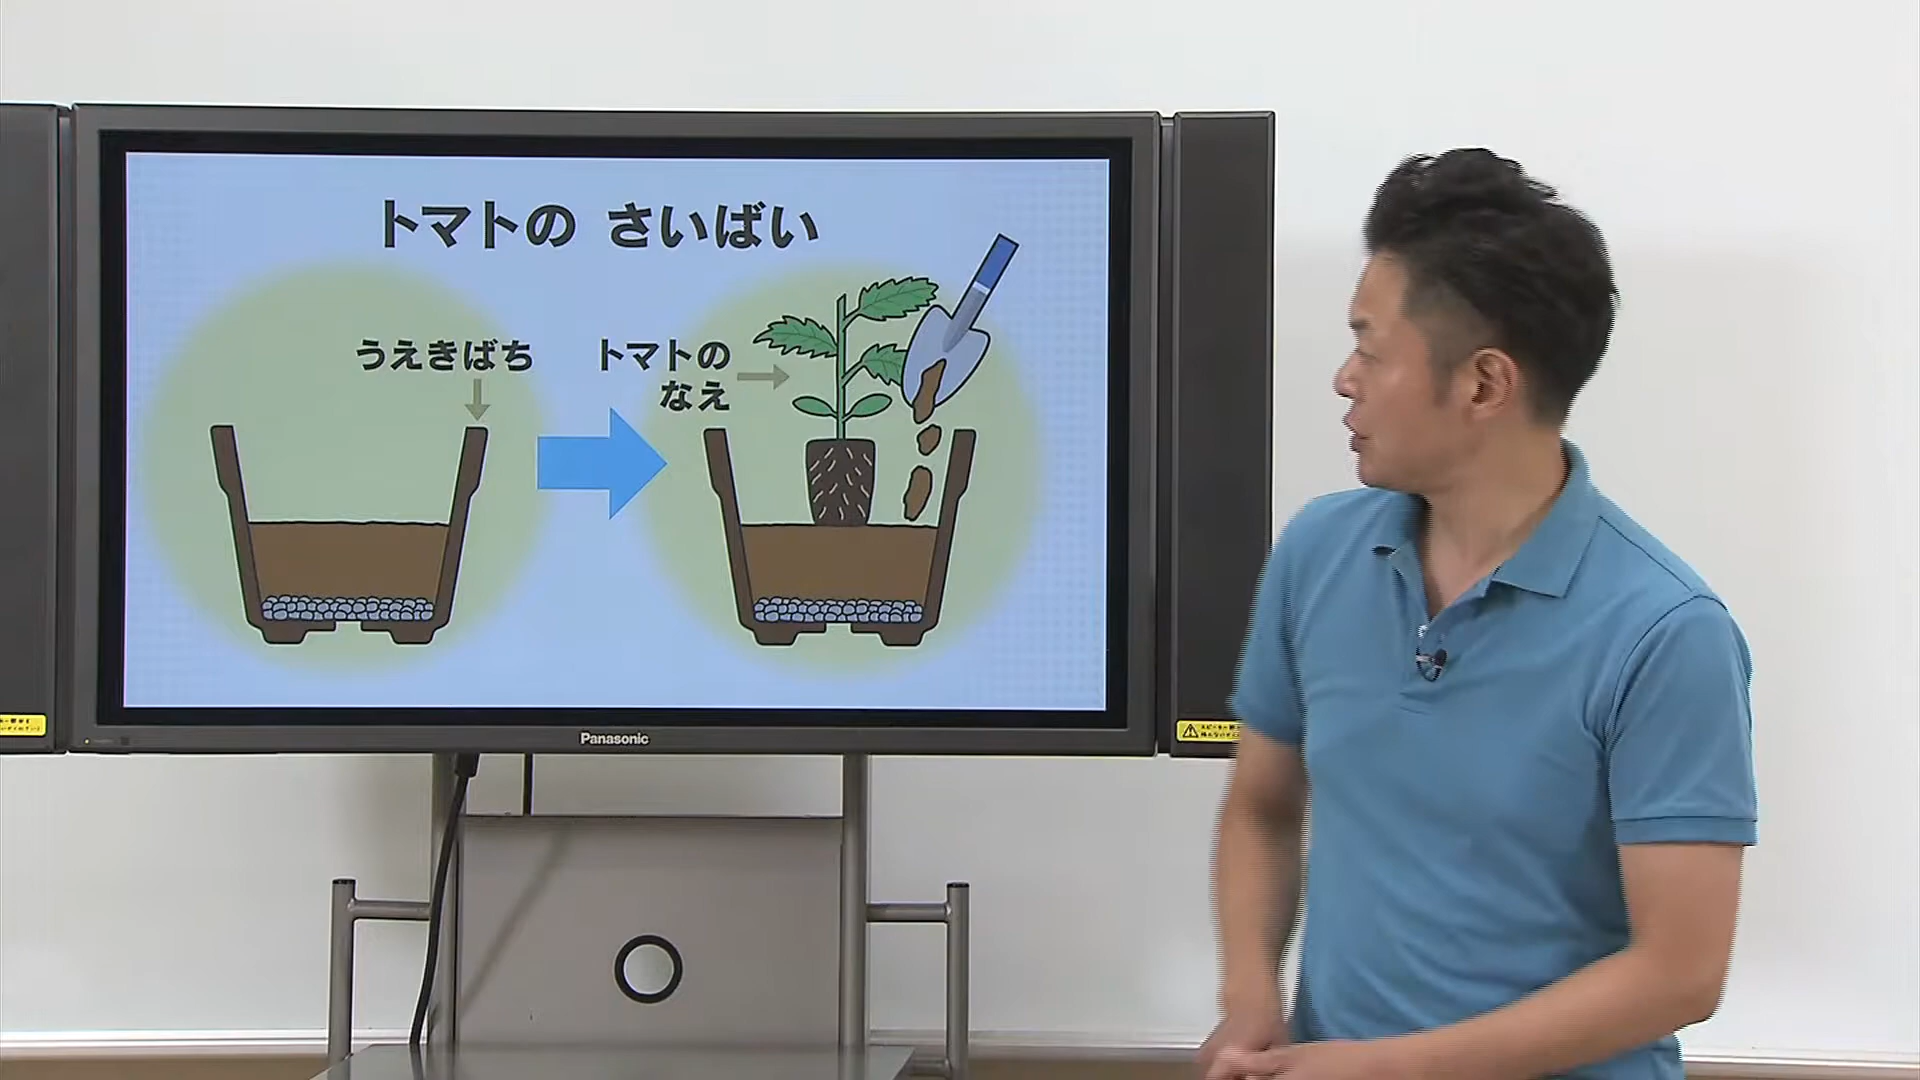 トマトの さいばい
うえきばち
トマトの
なえ
Panasonic